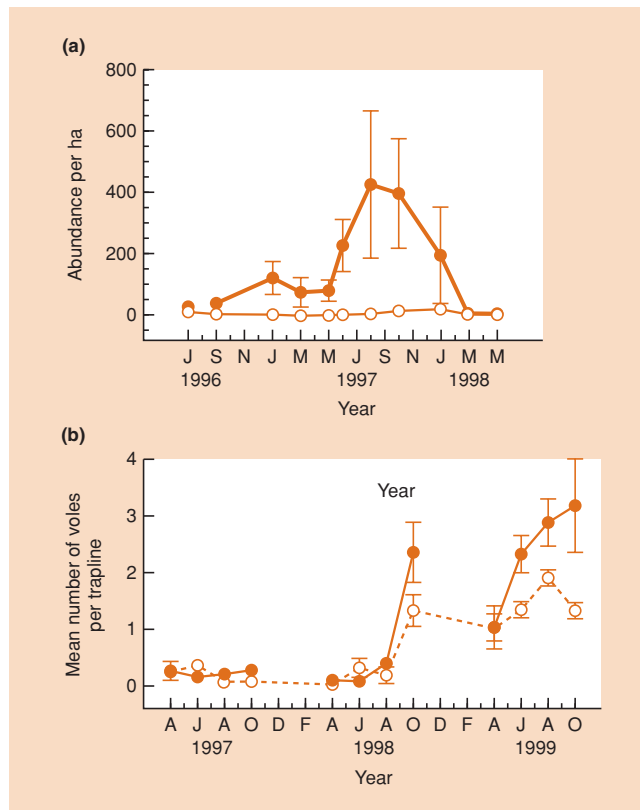 (a)
800
600
400
200
0
Abundance per ha
J S N J M M J S N J M M
1996 1997 1998
Year
(b)
4
3
2
1
0
Mean number of voles
per trapline
Year
A J A O D F A J A O D F A J A O
1997 1998 1999
Year